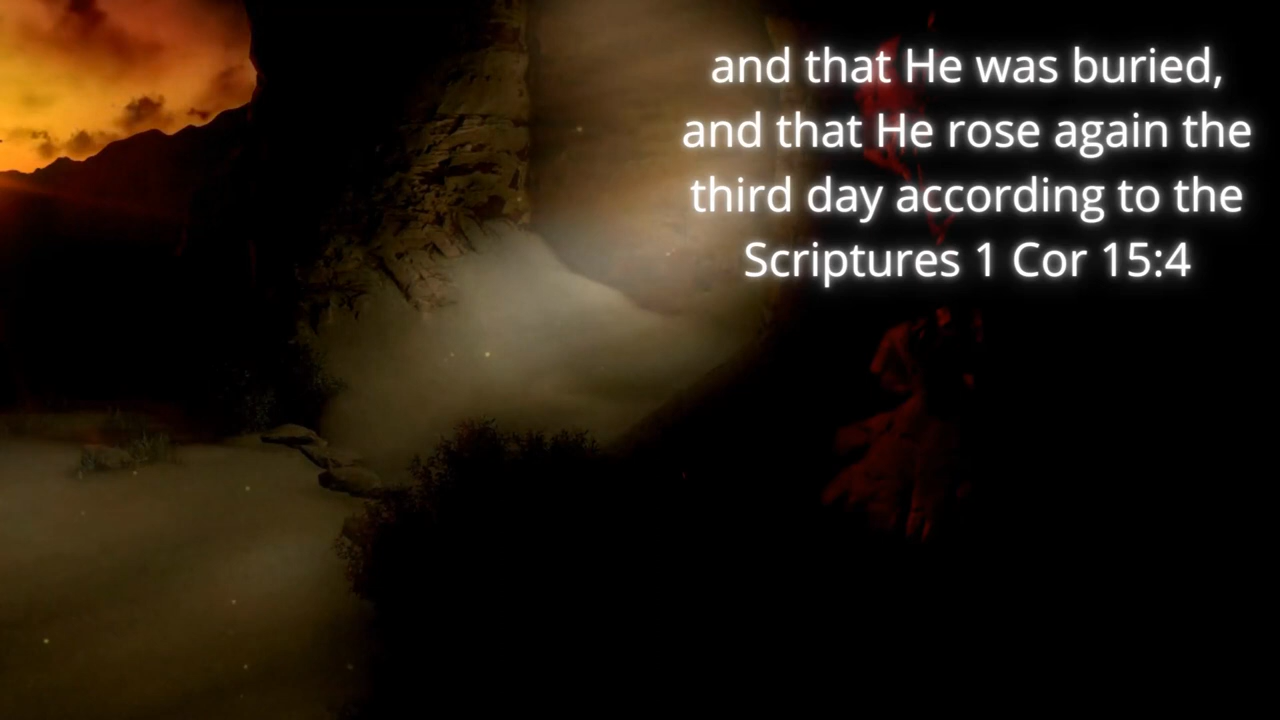 and that He was buried,
and that He rose again the
third day according to the
Scriptures 1 Cor 15:4